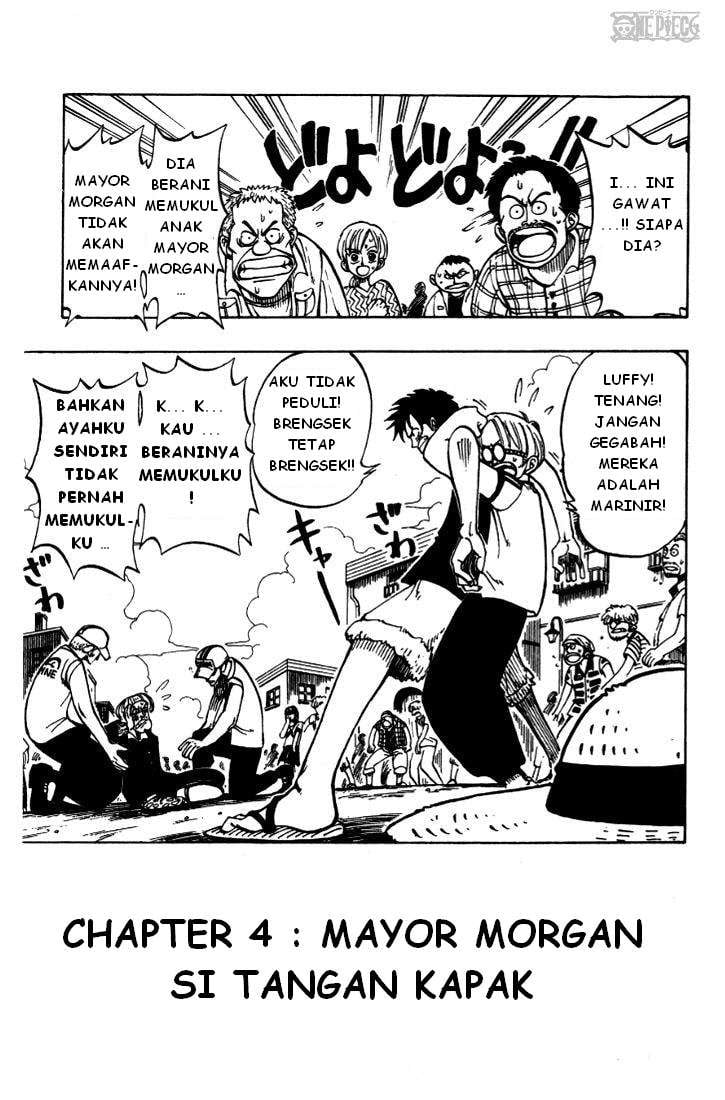 ONE PIECE
I... INI
GAWAT
...!! SIAPA
DIA?
どよどよ
DIA
BERANI
MEMUKUL
ANAK
MAYOR
MORGAN
...
MAYOR
MORGAN
TIDAK
AKAN
MEMAAF-
KANNYA!
LUFFY!
TENANG!
JANGAN
GEGABAH!
MEREKA
ADALAH
MARINIR!
AKU TIDAK
PEDULI!
BRENGSEK
TETAP
BRENGSEK!!
K... K...
KAU ...
BERANINYA
MEMUKULKU
!
BAHKAN
AYAHKU
SENDIRI
TIDAK
PERNAH
MEMUKUL-
KU ...
ざわ
キャー
ざわ
CHAPTER 4 : MAYOR MORGAN
SI TANGAN KAPAK